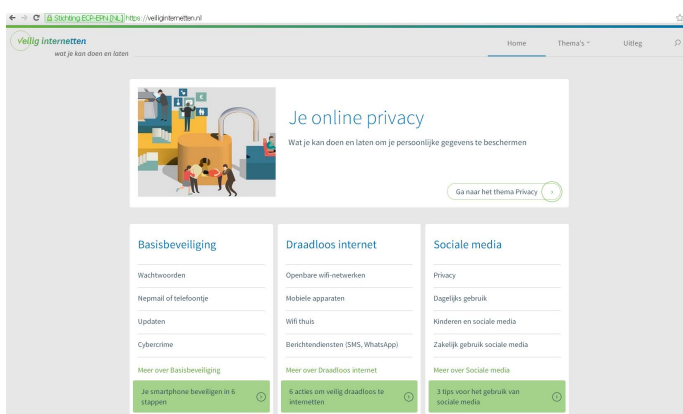 Stichting ECP-EPN [NL] https://veiliginternetten.nl
Veilig internetten
wat je kan doen en laten
Home
Thema's
Uitleg
Je online privacy
Wat je kan doen en laten om je persoonlijke gegevens te beschermen
Ga naar het thema Privacy
Basisbeveiliging
Wachtwoorden
Nepmail of telefoontje
Updaten
Cybercrime
Meer over Basisbeveiliging
Je smartphone beveiligen in 6
stappen
Draadloos internet
Openbare wifi-netwerken
Mobiele apparaten
Wifi thuis
Berichtendiensten (SMS, WhatsApp)
Meer over Draadloos internet
6 acties om veilig draadloos te
internetten
Sociale media
Privacy
Dagelijks gebruik
Kinderen en sociale media
Zakelijk gebruik sociale media
Meer over Sociale media
3 tips voor het gebruik van
sociale media